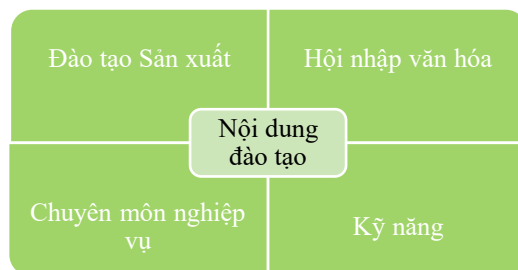 Đào tạo Sản xuất
Hội nhập văn hóa
Nội dung
đào tạo
Chuyên môn nghiệp
vụ
Kỹ năng